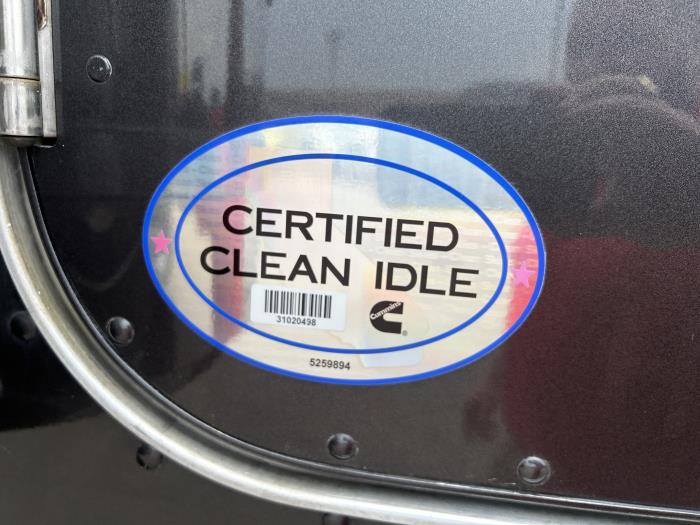 CERTIFIED
CLEAN IDLE
31020498
Cummins
5259894